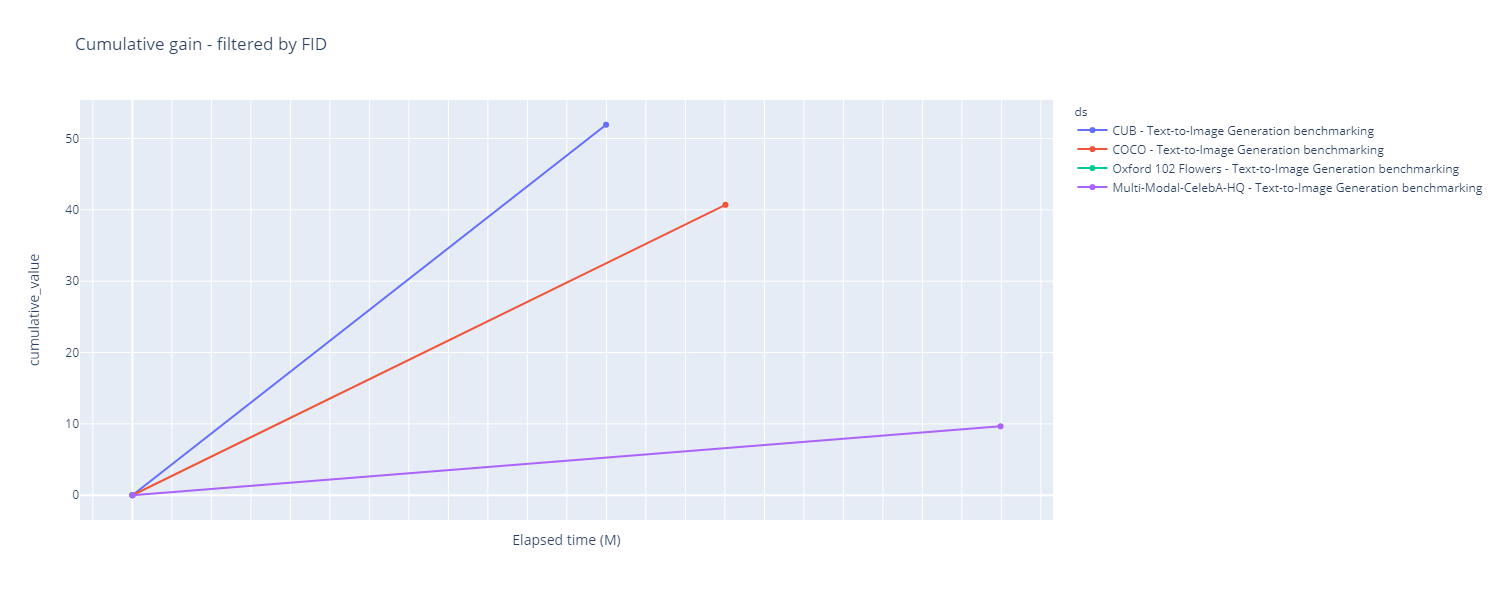 Cumulative gain - filtered by FID
ds
CUB - Text-to-Image Generation benchmarking
COCO - Text-to-Image Generation benchmarking
Oxford 102 Flowers - Text-to-Image Generation benchmarking
Multi-Modal-CelebA-HQ - Text-to-Image Generation benchmarking
50
40
30
20
10
0
cumulative_value
Elapsed time (M)